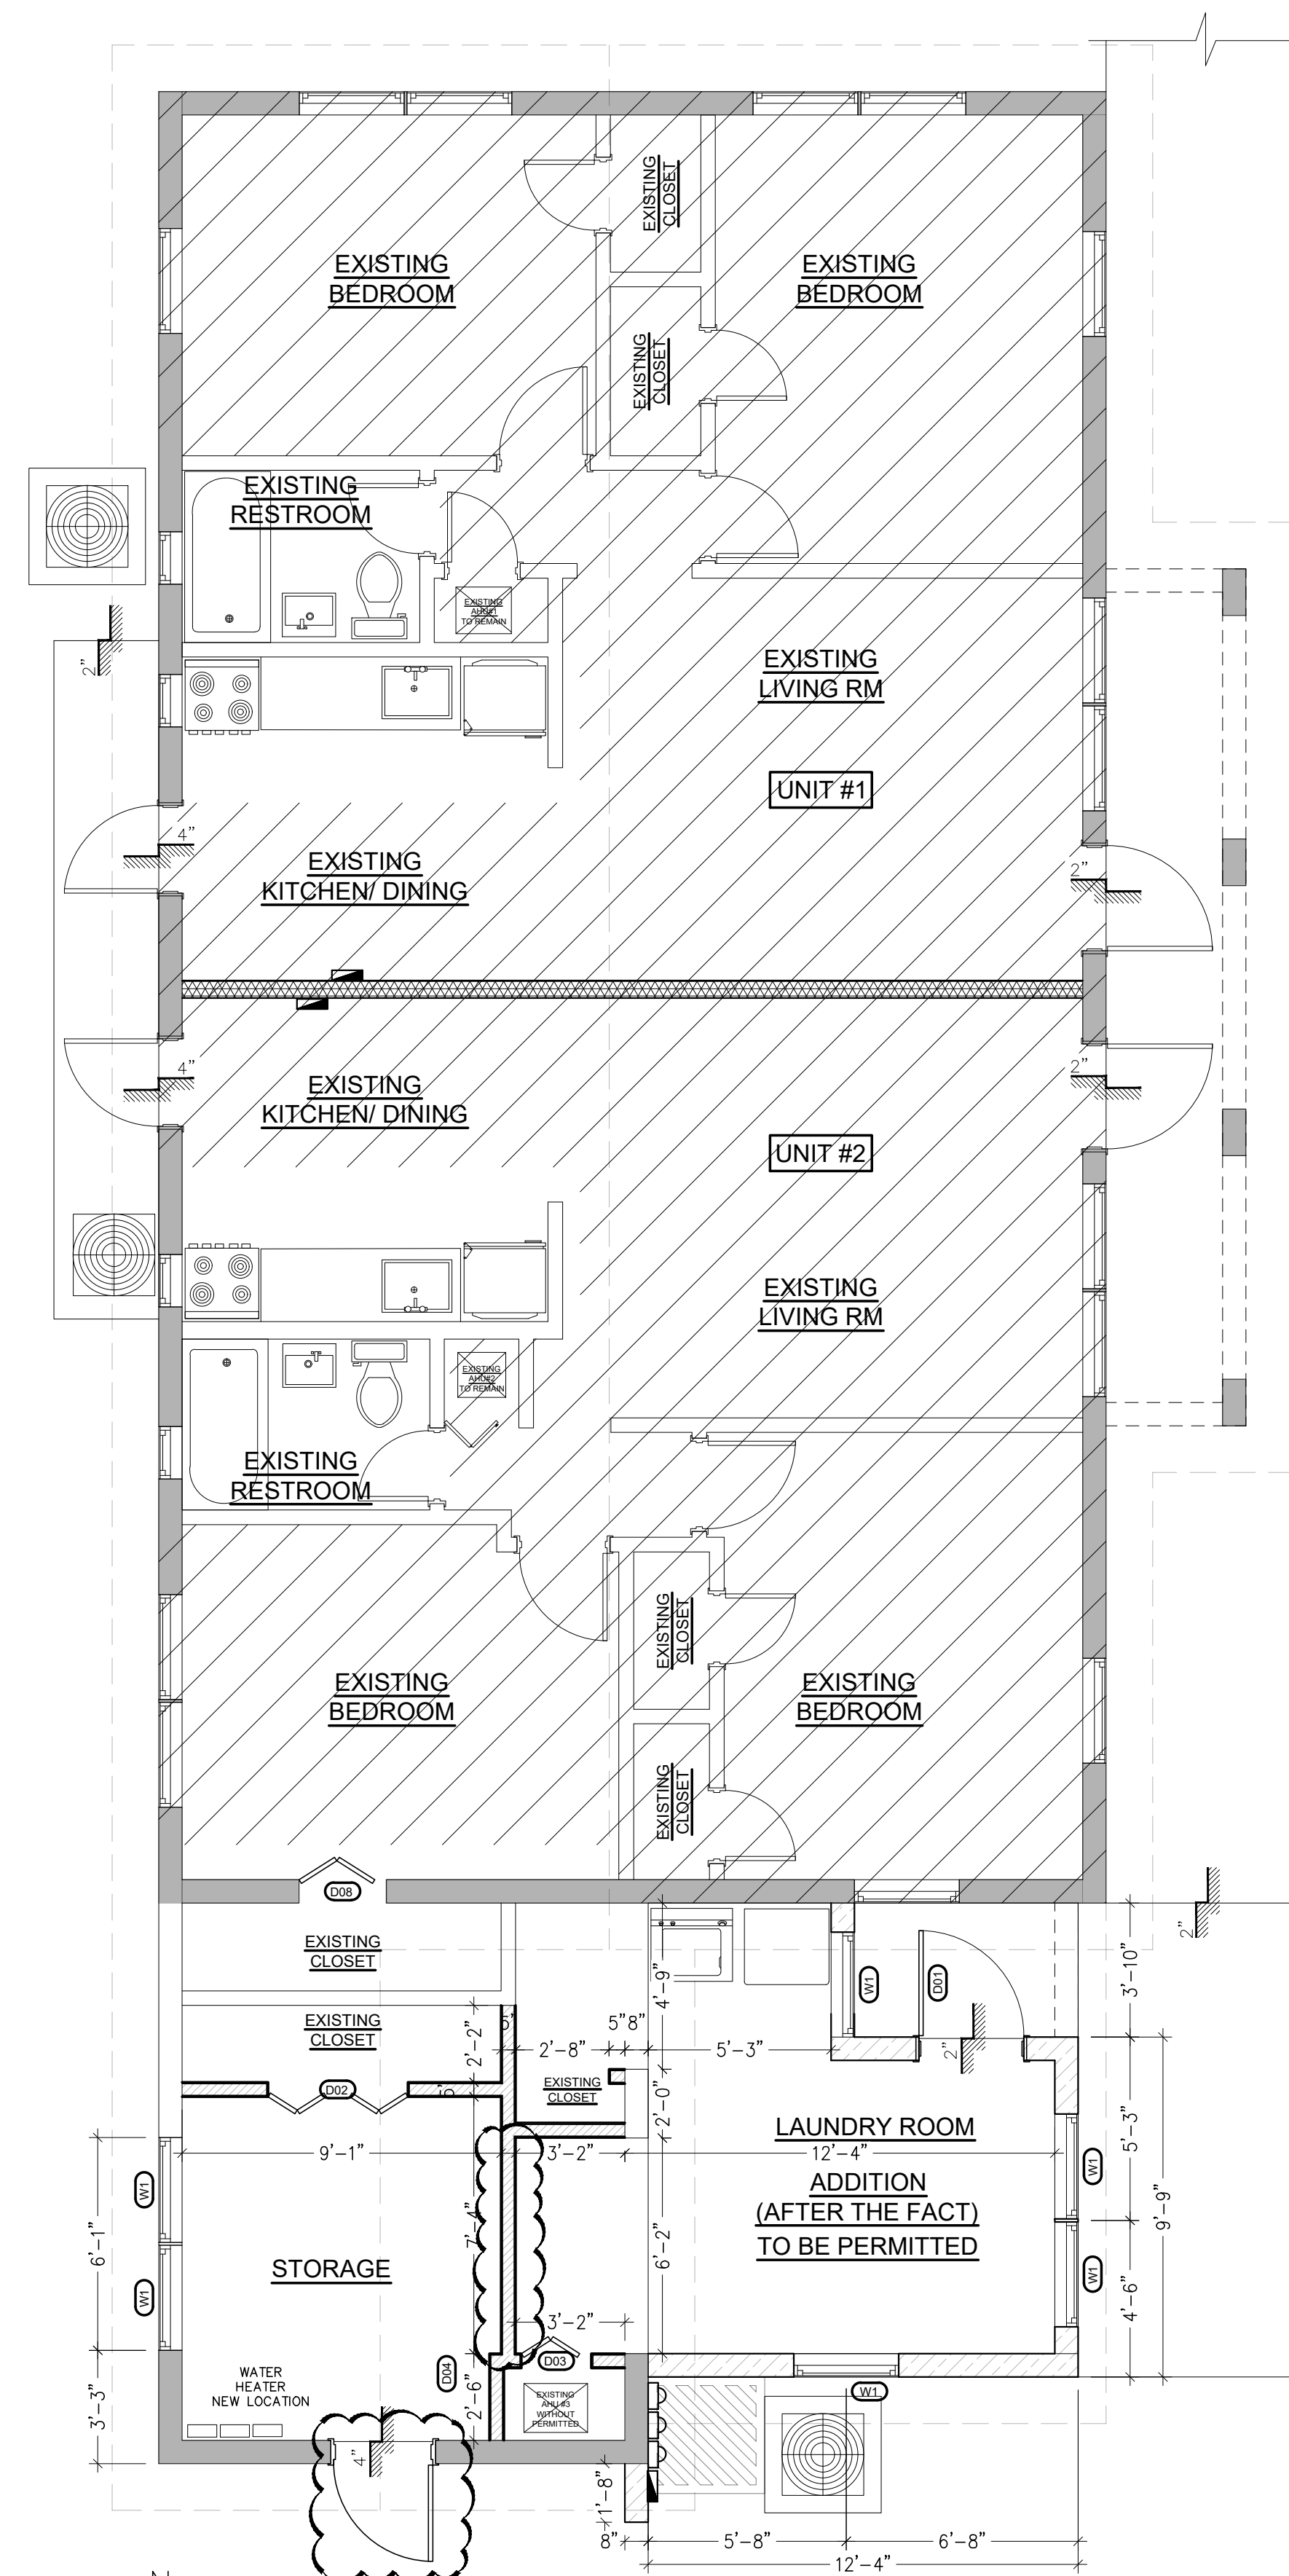 EXISTING
CLOSET
EXISTING
BEDROOM
EXISTING
BEDROOM
EXISTING
CLOSET
EXISTING
RESTROOM
EXISTING
AHU#1
TO REMAIN
2"
EXISTING
LIVING RM
UNIT #1
4"
EXISTING
KITCHEN/ DINING
2"
4"
EXISTING
KITCHEN/ DINING
2"
UNIT #2
EXISTING
LIVING RM
EXISTING
AHU#2
TO REMAIN
EXISTING
RESTROOM
EXISTING
CLOSET
EXISTING
BEDROOM
EXISTING
BEDROOM
EXISTING
CLOSET
D08
2"
EXISTING
CLOSET
4'-9"
W1
D01
3'-10"
EXISTING
CLOSET
2'-2"
5"
8"
2'-8"
5'-3"
2"
D02
EXISTING
CLOSET
2'-0"
LAUNDRY ROOM
9'-1"
3'-2"
12'-4"
5'-3"
W1
W1
ADDITION
(AFTER THE FACT)
TO BE PERMITTED
9'-9"
6'-1"
7'-4"
6'-2"
STORAGE
W1
W1
4'-6"
3'-2"
D03
D04
WATER
HEATER
NEW LOCATION
EXISTING
AHU #3
WITHOUT
PERMITTED
W1
3'-3"
2'-6"
4"
1'-8"
8"
5'-8"
6'-8"
12'-4"